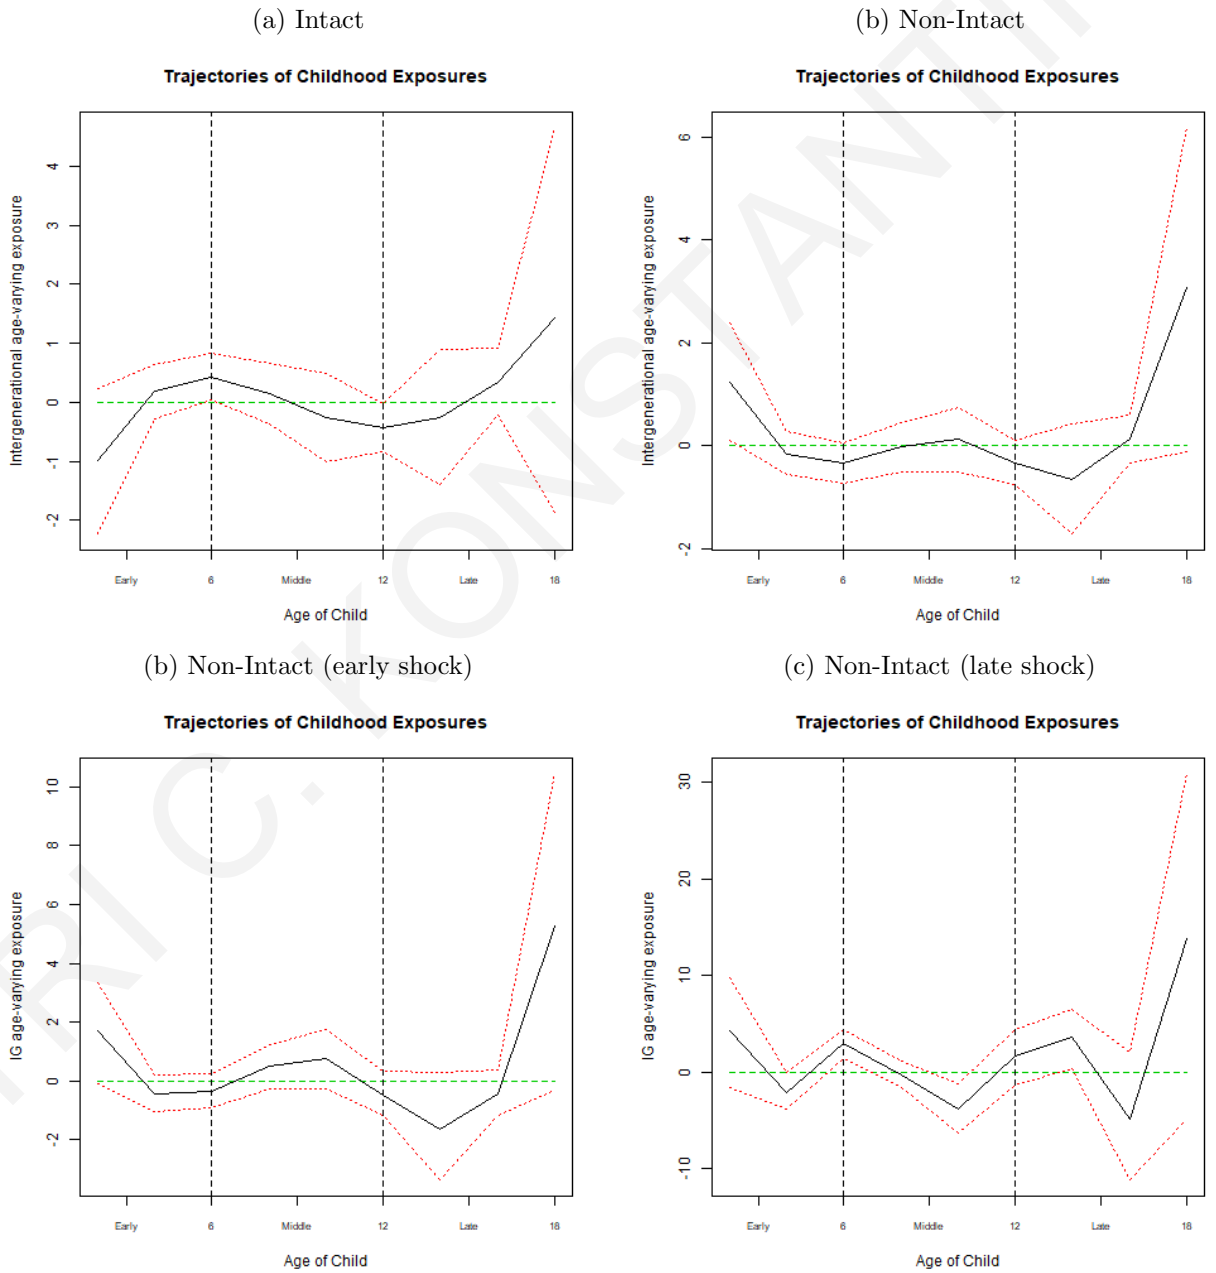 (a) Intact
Trajectories of Childhood Exposures
Intergenerational age-varying exposure
4
3
2
1
0
-1
-2
Early 6 Middle 12 Late 18
Age of Child
(b) Non-Intact
Trajectories of Childhood Exposures
Intergenerational age-varying exposure
6
4
2
0
-2
Early 6 Middle 12 Late 18
Age of Child
(b) Non-Intact (early shock)
Trajectories of Childhood Exposures
IG age-varying exposure
10
8
6
4
2
0
-2
Early 6 Middle 12 Late 18
Age of Child
(c) Non-Intact (late shock)
Trajectories of Childhood Exposures
IG age-varying exposure
30
20
10
0
-10
Early 6 Middle 12 Late 18
Age of Child